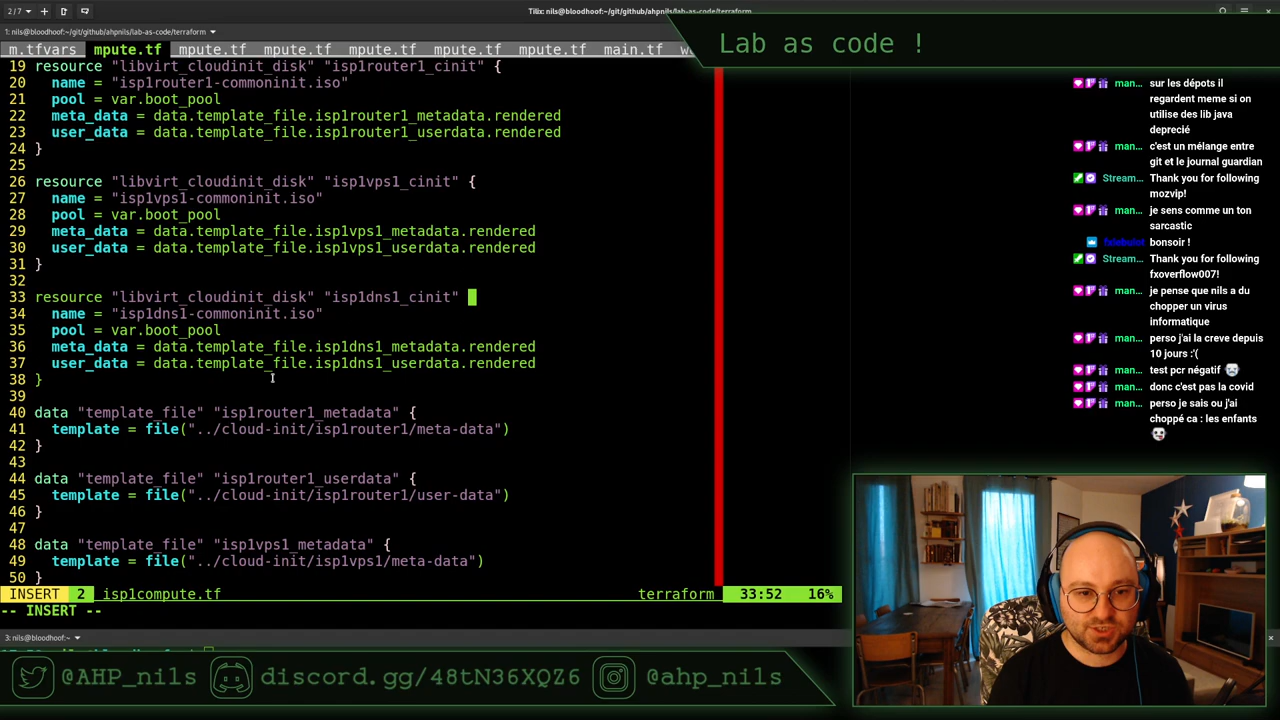 2/7
Tilix: nils@bloodhoof:~/git/github/ahpnils/lab-as-code/terraform
1: nils@bloodhoof:~/git/github/ahpnils/lab-as-code/terraform
Lab as code !
m.tfvars mpute.tf mpute.tf mpute.tf mpute.tf mpute.tf mpute.tf main.tf
19 resource "libvirt_cloudinit_disk" "isp1router1_cinit" {
20 name = "isp1router1-commoninit.iso"
21 pool = var.boot_pool
22 meta_data = data.template_file.isp1router1_metadata.rendered
23 user_data = data.template_file.isp1router1_userdata.rendered
24 }
25
26 resource "libvirt_cloudinit_disk" "isp1vps1_cinit" {
27 name = "isp1vps1-commoninit.iso"
28 pool = var.boot_pool
29 meta_data = data.template_file.isp1vps1_metadata.rendered
30 user_data = data.template_file.isp1vps1_userdata.rendered
31 }
32
33 resource "libvirt_cloudinit_disk" "isp1dns1_cinit"
34 name = "isp1dns1-commoninit.iso"
35 pool = var.boot_pool
36 meta_data = data.template_file.isp1dns1_metadata.rendered
37 user_data = data.template_file.isp1dns1_userdata.rendered
38 }
39
40 data "template_file" "isp1router1_metadata" {
41 template = file("../cloud-init/isp1router1/meta-data")
42 }
43
44 data "template_file" "isp1router1_userdata" {
45 template = file("../cloud-init/isp1router1/user-data")
46 }
47
48 data "template_file" "isp1vps1_metadata" {
49 template = file("../cloud-init/isp1vps1/meta-data")
50 }
INSERT 2 isp1compute.tf terraform 33:52 16%
-- INSERT --
3: nils@bloodhoof:~
man... sur les dépots il
regardent meme si on
utilise des lib java
deprecié
man... c'est un mélange entre
git et le journal guardian
Stream... Thank you for following
mozvip!
man... je sens comme un ton
sarcastic
bonsoir !
Stream... Thank you for following
fxoverflow007!
man... je pense que nils a du
chopper un virus
informatique
man... perso j'ai la creve depuis
10 jours :'(
man... test pcr négatif
man... donc c'est pas la covid
man... perso je sais ou j'ai
choppé ca : les enfants
@AHP_nils discord.gg/48tN36XQZ6 @ahp_nils